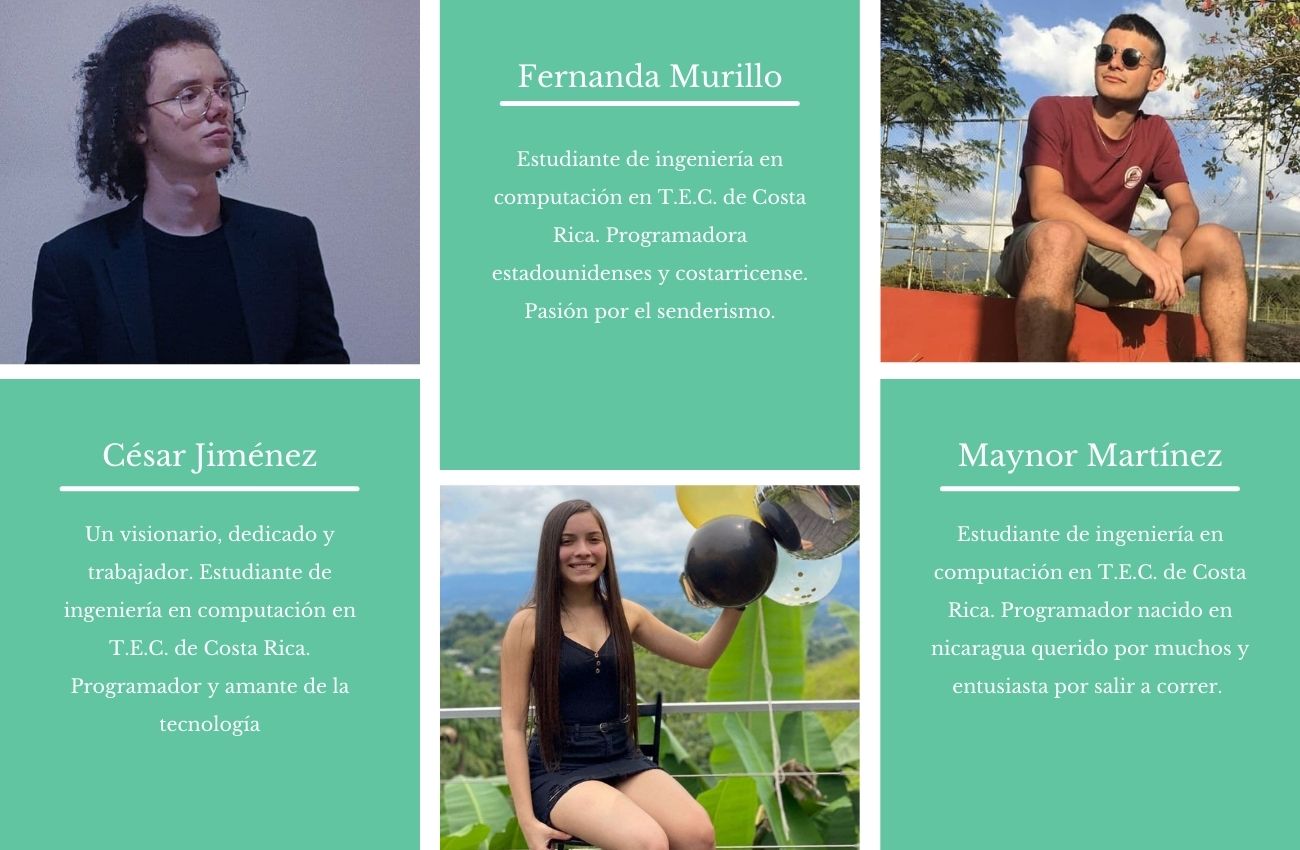 Fernanda Murillo
Estudiante de ingeniería en
computación en T.E.C. de Costa
Rica. Programadora
estadounidenses y costarricense.
Pasión por el senderismo.
César Jiménez
Un visionario, dedicado y
trabajador. Estudiante de
ingeniería en computación en
T.E.C. de Costa Rica.
Programador y amante de la
tecnología
Maynor Martínez
Estudiante de ingeniería en
computación en T.E.C. de Costa
Rica. Programador nacido en
nicaragua querido por muchos y
entusiasta por salir a correr.